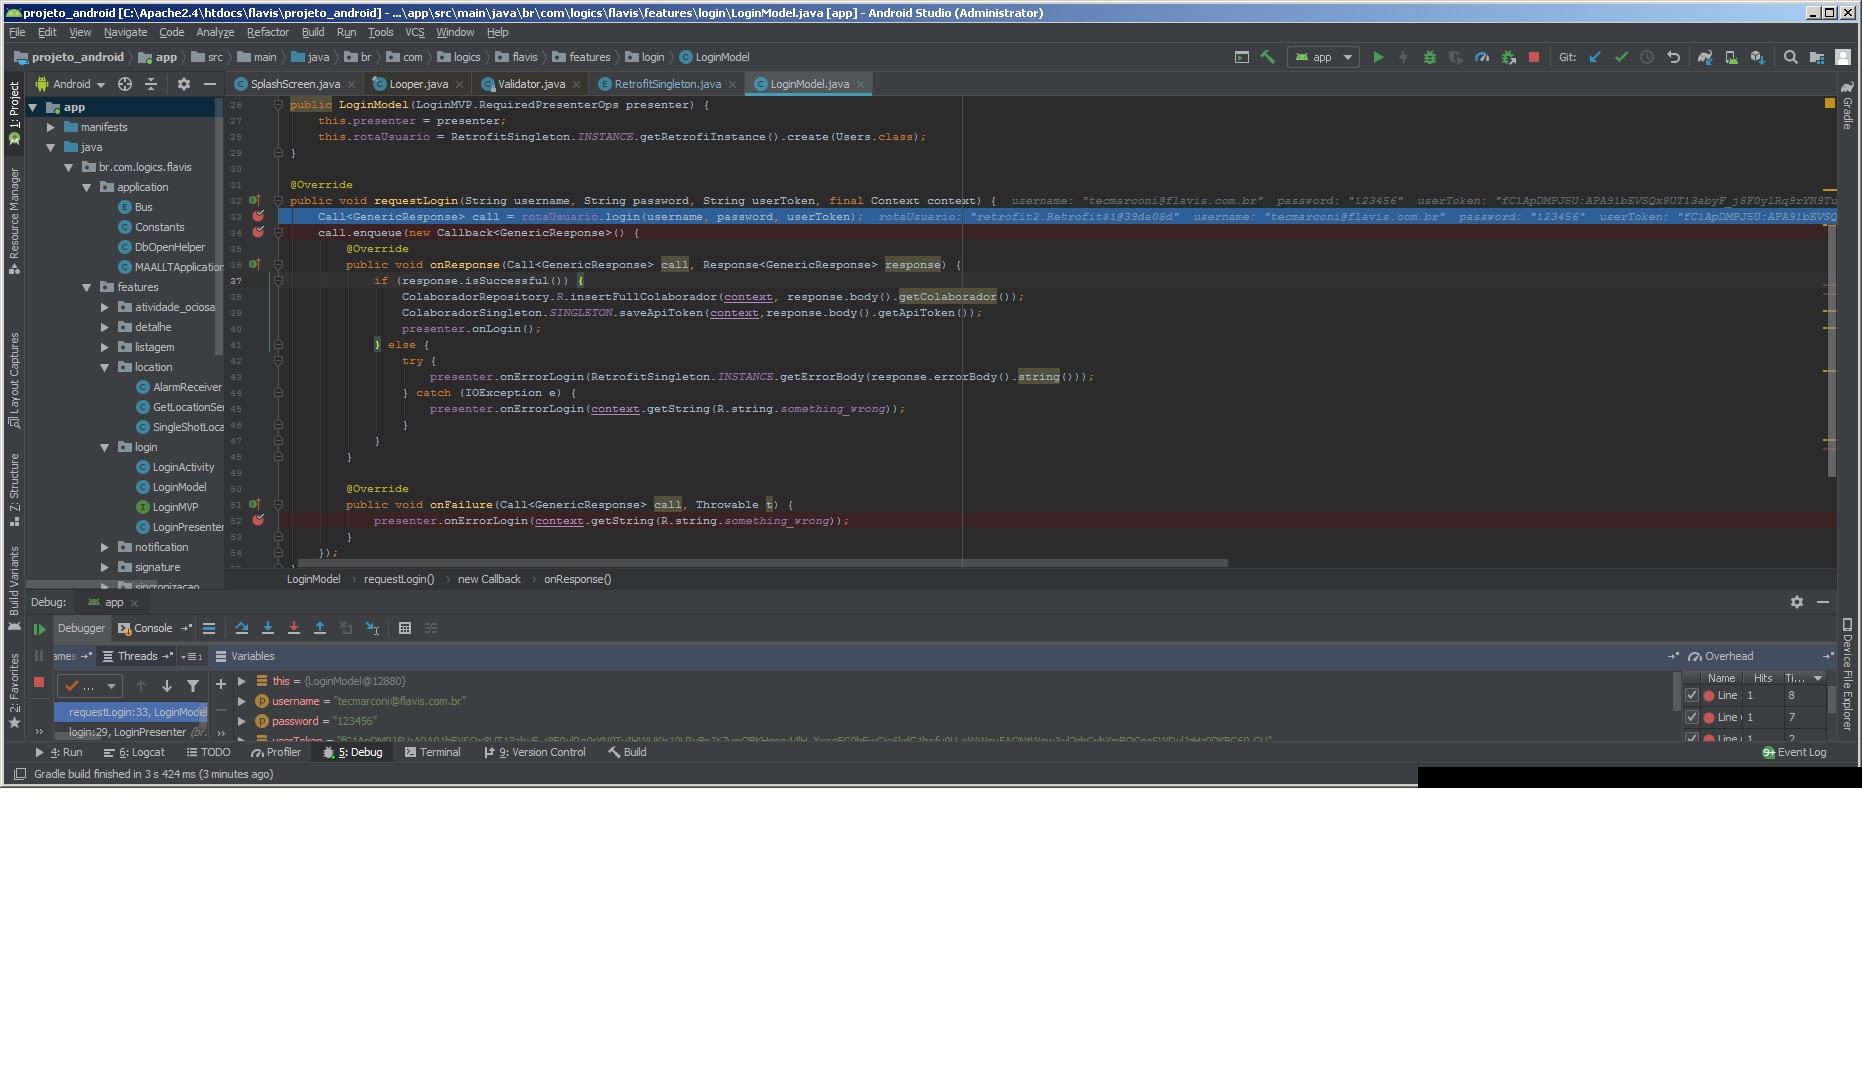 projeto_android [C:\Apache2.4\htdocs\flavis\projeto_android] - ...\app\src\main\java\br\com\logics\flavis\features\login\LoginModel.java [app] - Android Studio (Administrator)
File Edit View Navigate Code Analyze Refactor Build Run Tools VCS Window Help
projeto_android app src main java br com logics flavis features login LoginModel app Git:
1: Project
Resource Manager
Layout Captures
7: Structure
Build Variants
2: Favorites
Android
app
manifests
java
br.com.logics.flavis
application
Bus
Constants
DbOpenHelper
MAALLTApplication
features
atividade_ociosa
detalhe
listagem
location
AlarmReceiver
GetLocationSer
SingleShotLoca
login
LoginActivity
LoginModel
LoginMVP
LoginPresenter
notification
signature
sincronizacao
SplashScreen.java Looper.java Validator.java RetrofitSingleton.java LoginModel.java
26 public LoginModel(LoginMVP.RequiredPresenterOps presenter) {
27 this.presenter = presenter;
28 this.rotaUsuario = RetrofitSingleton.INSTANCE.getRetrofiInstance().create(Users.class);
29 }
30
31 @Override
32 public void requestLogin(String username, String password, String userToken, final Context context) { username: "tecmarconi@flavis.com.br" password: "123456" userToken:
33 Call<GenericResponse> call = rotaUsuario.login(username, password, userToken); rotaUsuario: "retrofit2.Retrofit$1@39da08d" username: "tecmarconi@flavis.com.br" password: "123456" userToken:
34 call.enqueue(new Callback<GenericResponse>() {
35 @Override
36 public void onResponse(Call<GenericResponse> call, Response<GenericResponse> response) {
37 if (response.isSuccessful()) {
38 ColaboradorRepository.R.insertFullColaborador(context, response.body().getColaborador());
39 ColaboradorSingleton.SINGLETON.saveApiToken(context,response.body().getApiToken());
40 presenter.onLogin();
41 } else {
42 try {
43 presenter.onErrorLogin(RetrofitSingleton.INSTANCE.getErrorBody(response.errorBody().string()));
44 } catch (IOException e) {
45 presenter.onErrorLogin(context.getString(R.string.something_wrong));
46 }
47 }
48 }
49
50 @Override
51 public void onFailure(Call<GenericResponse> call, Throwable t) {
52 presenter.onErrorLogin(context.getString(R.string.something_wrong));
53 }
54 });
LoginModel requestLogin() new Callback onResponse()
Gradle
Device File Explorer
Debug: app
Debugger Console
ames Threads Variables Overhead
...
requestLogin:33, LoginModel
login:29, LoginPresenter (br.
this = {LoginModel@12880}
username = "tecmarconi@flavis.com.br"
password = "123456"
Name Hits Ti...
Line 1 8
Line 1 7
Line 1 2
4: Run 6: Logcat TODO Profiler 5: Debug Terminal 9: Version Control Build 9+ Event Log
Gradle build finished in 3 s 424 ms (3 minutes ago)